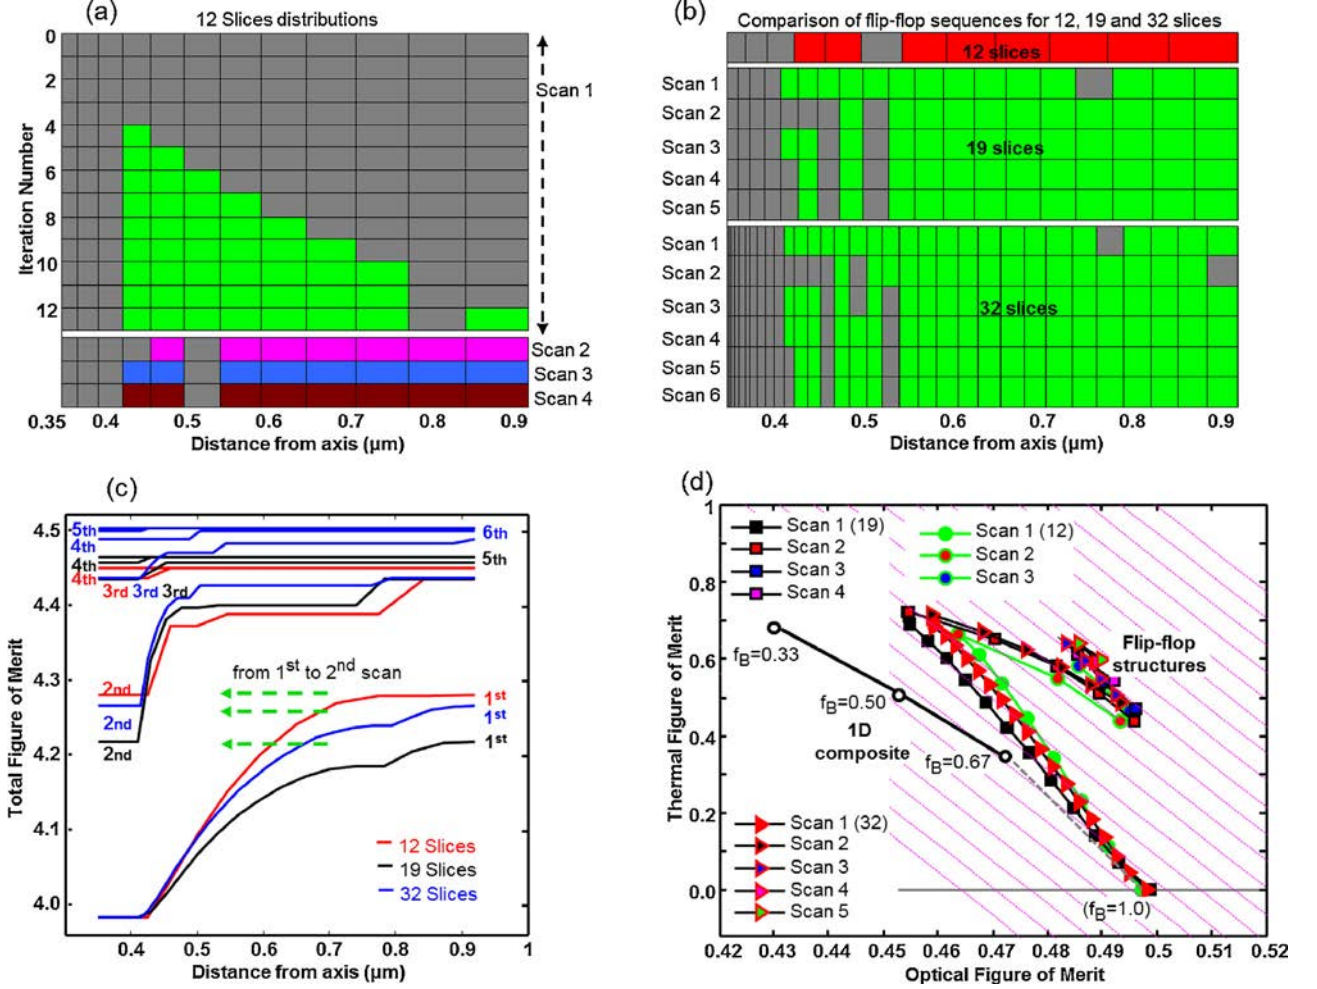 (a)
12 Slices distributions
0
2
4
6
8
10
12
Iteration Number
Scan 1
Scan 2
Scan 3
Scan 4
0.35 0.4 0.5 0.6 0.7 0.8 0.9
Distance from axis (µm)
(b)
Comparison of flip-flop sequences for 12, 19 and 32 slices
12 slices
Scan 1
Scan 2
Scan 3
Scan 4
Scan 5
19 slices
Scan 1
Scan 2
Scan 3
Scan 4
Scan 5
Scan 6
32 slices
0.4 0.5 0.6 0.7 0.8 0.9
Distance from axis (µm)
(c)
Total Figure of Merit
4.5
4.4
4.3
4.2
4.1
4.0
5th
4th
4th
4th
3rd 3rd 3rd
2nd
2nd
2nd
6th
5th
from 1st to 2nd scan
1st
1st
1st
12 Slices
19 Slices
32 Slices
0.4 0.5 0.6 0.7 0.8 0.9 1
Distance from axis (µm)
(d)
Thermal Figure of Merit
1
0.8
0.6
0.4
0.2
0.0
Scan 1 (19)
Scan 2
Scan 3
Scan 4
Scan 1 (12)
Scan 2
Scan 3
Flip-flop
structures
fB=0.33
fB=0.50
1D
composite
fB=0.67
Scan 1 (32)
Scan 2
Scan 3
Scan 4
Scan 5
(fB=1.0)
0.42 0.43 0.44 0.45 0.46 0.47 0.48 0.49 0.5 0.51 0.52
Optical Figure of Merit